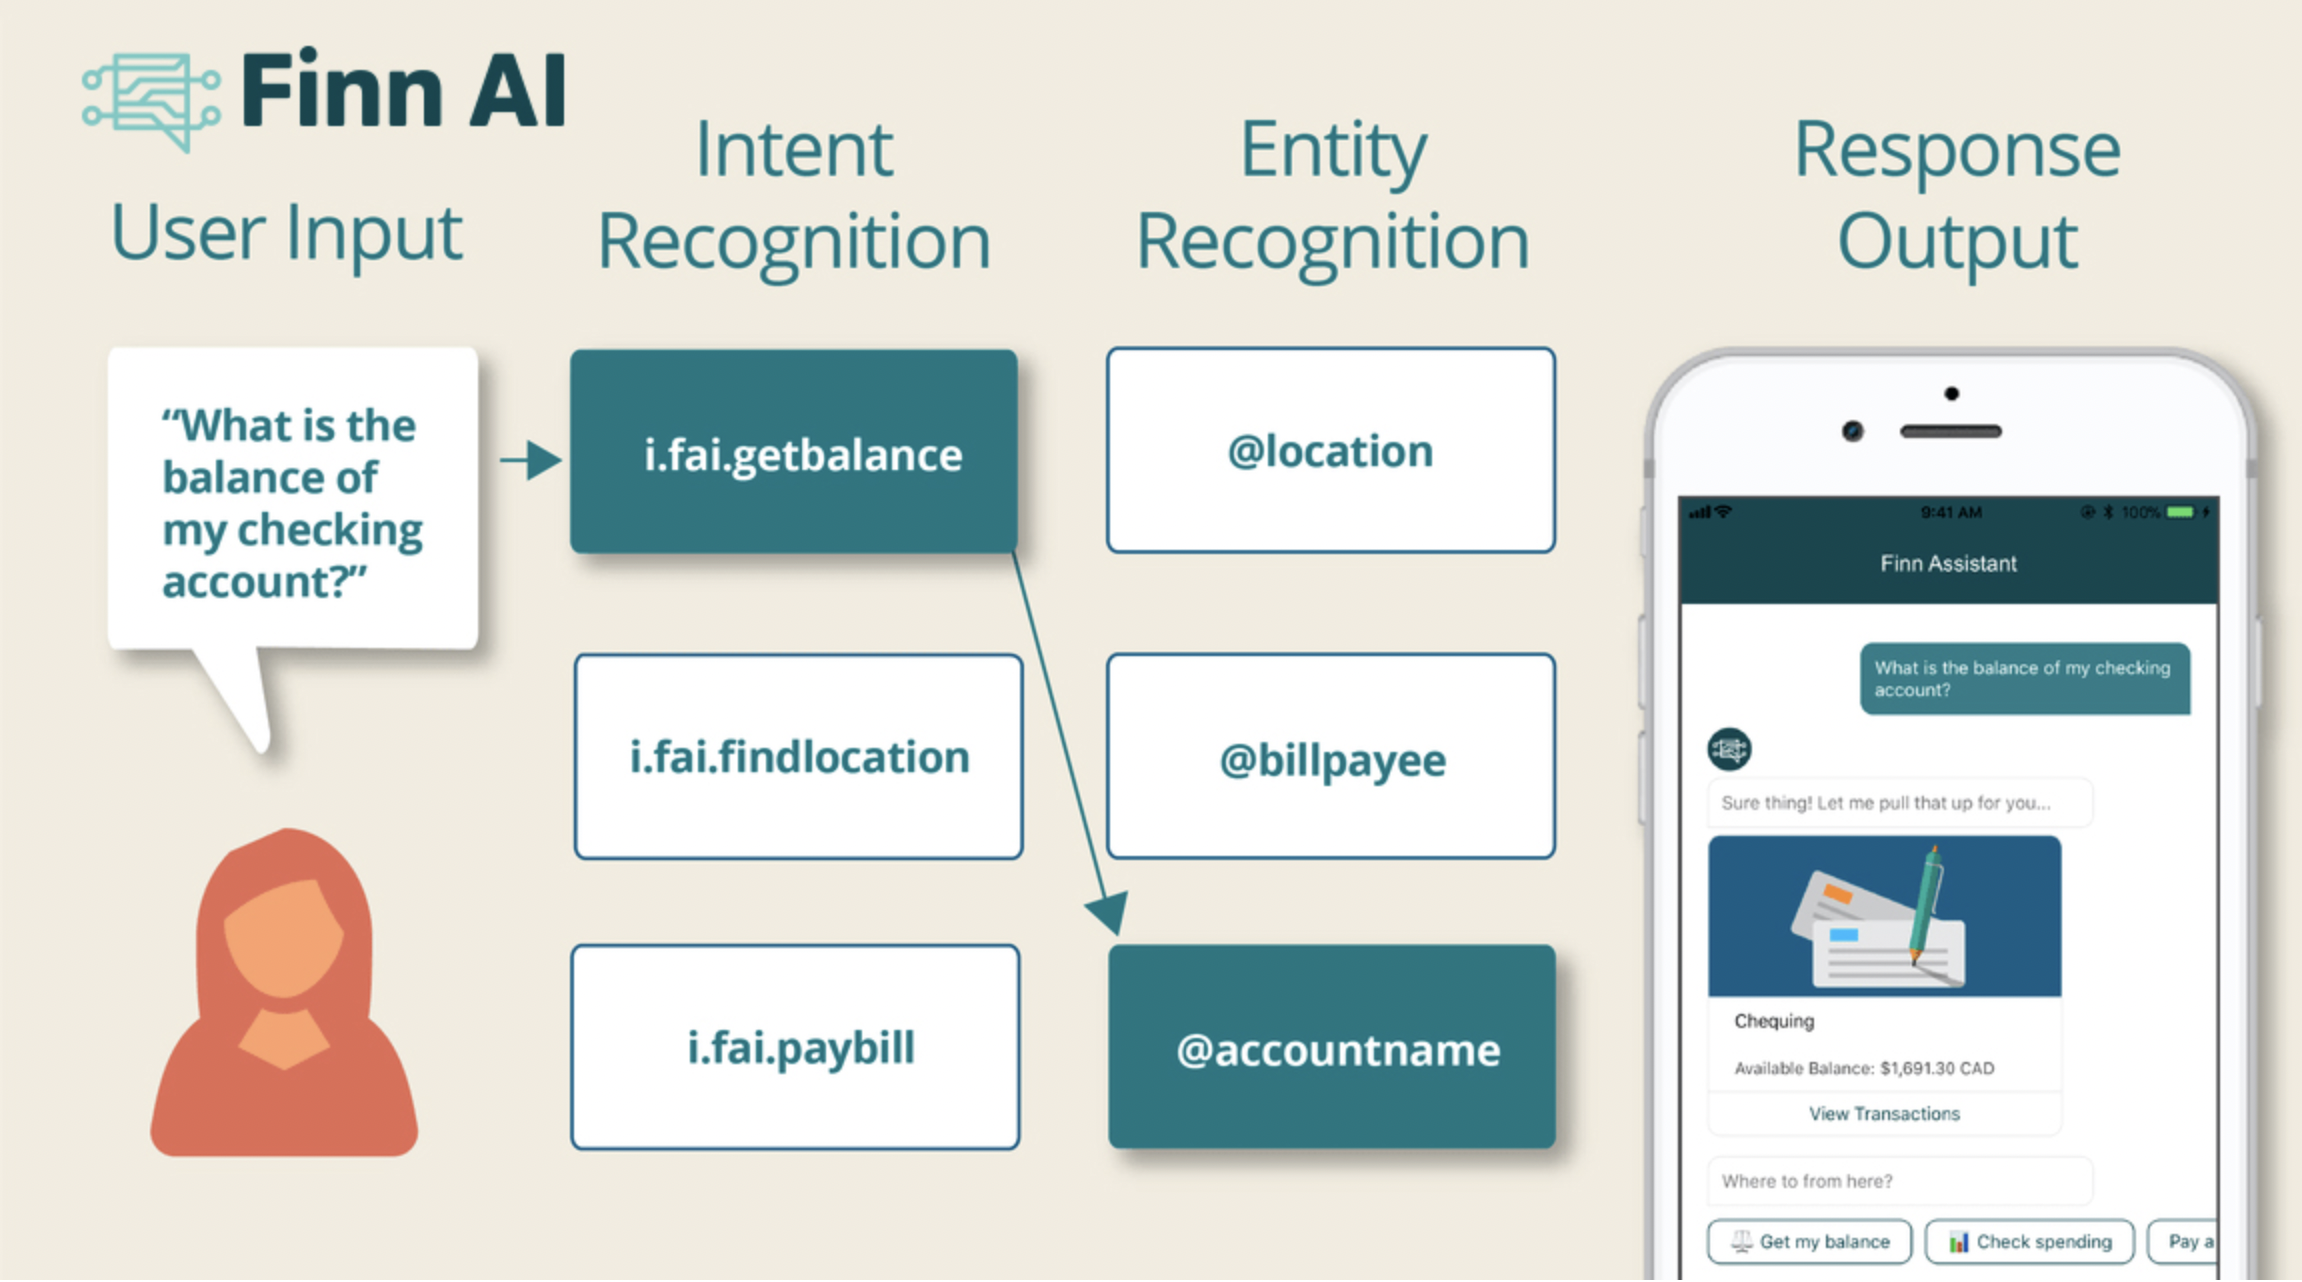 Finn AI
User Input
Intent
Recognition
Entity
Recognition
Response
Output
“What is the
balance of
my checking
account?”
i.fai.getbalance
i.fai.findlocation
i.fai.paybill
@location
@billpayee
@accountname
9:41 AM
100%
Finn Assistant
What is the balance of my checking
account?
Sure thing! Let me pull that up for you...
Chequing
Available Balance: $1,691.30 CAD
View Transactions
Where to from here?
Get my balance
Check spending
Pay a